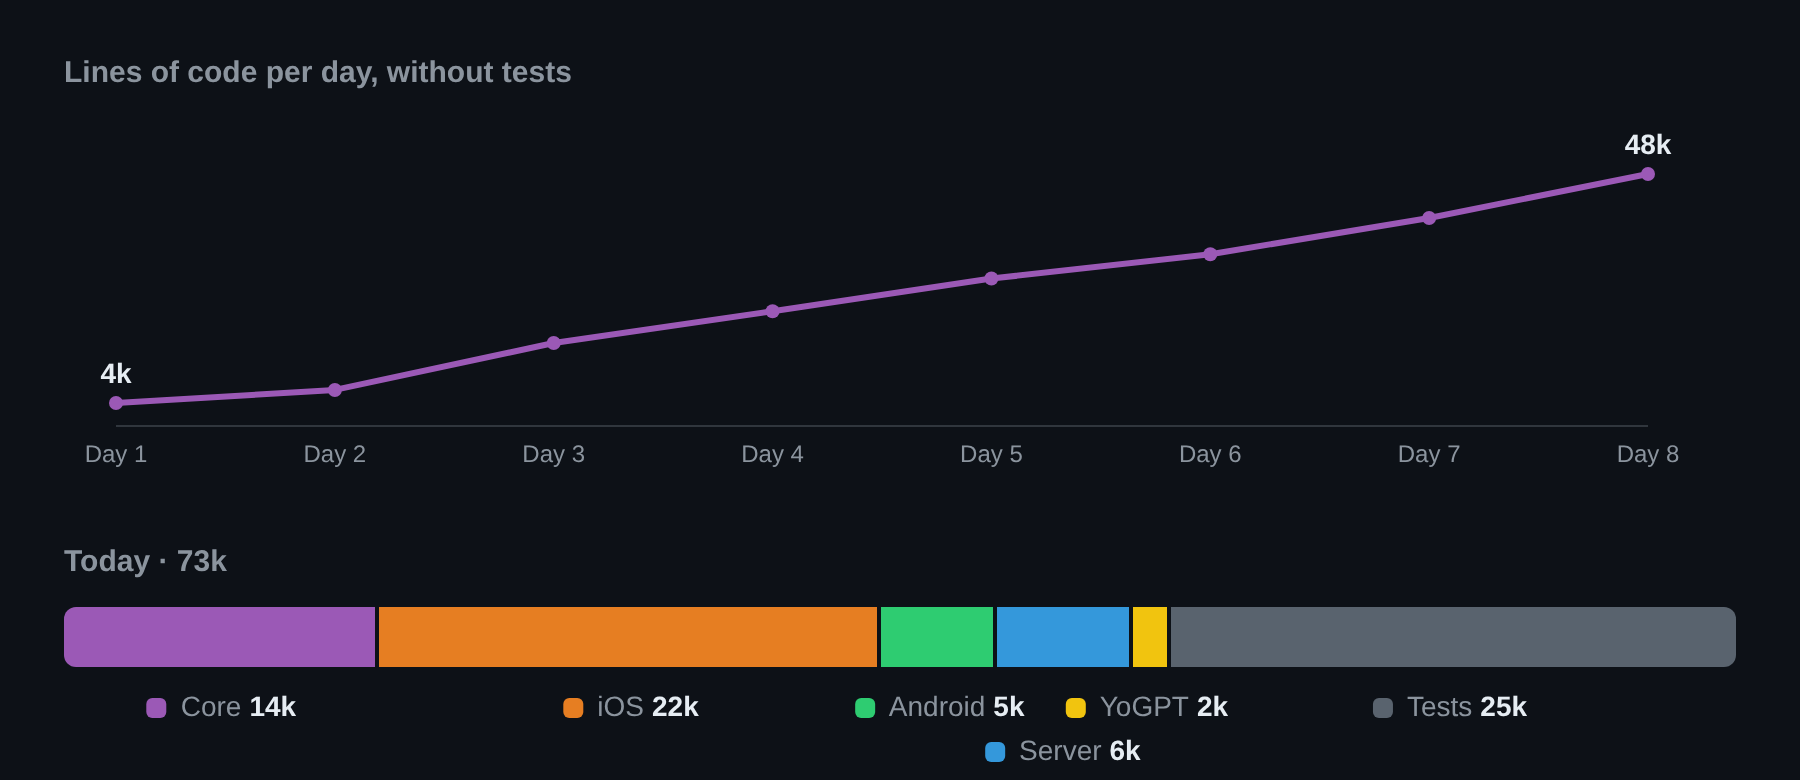 Lines of code per day, without tests
48k
4k
Day 1 Day 2 Day 3 Day 4 Day 5 Day 6 Day 7 Day 8
Today · 73k
Core 14k iOS 22k Android 5k YoGPT 2k Tests 25k
Server 6k